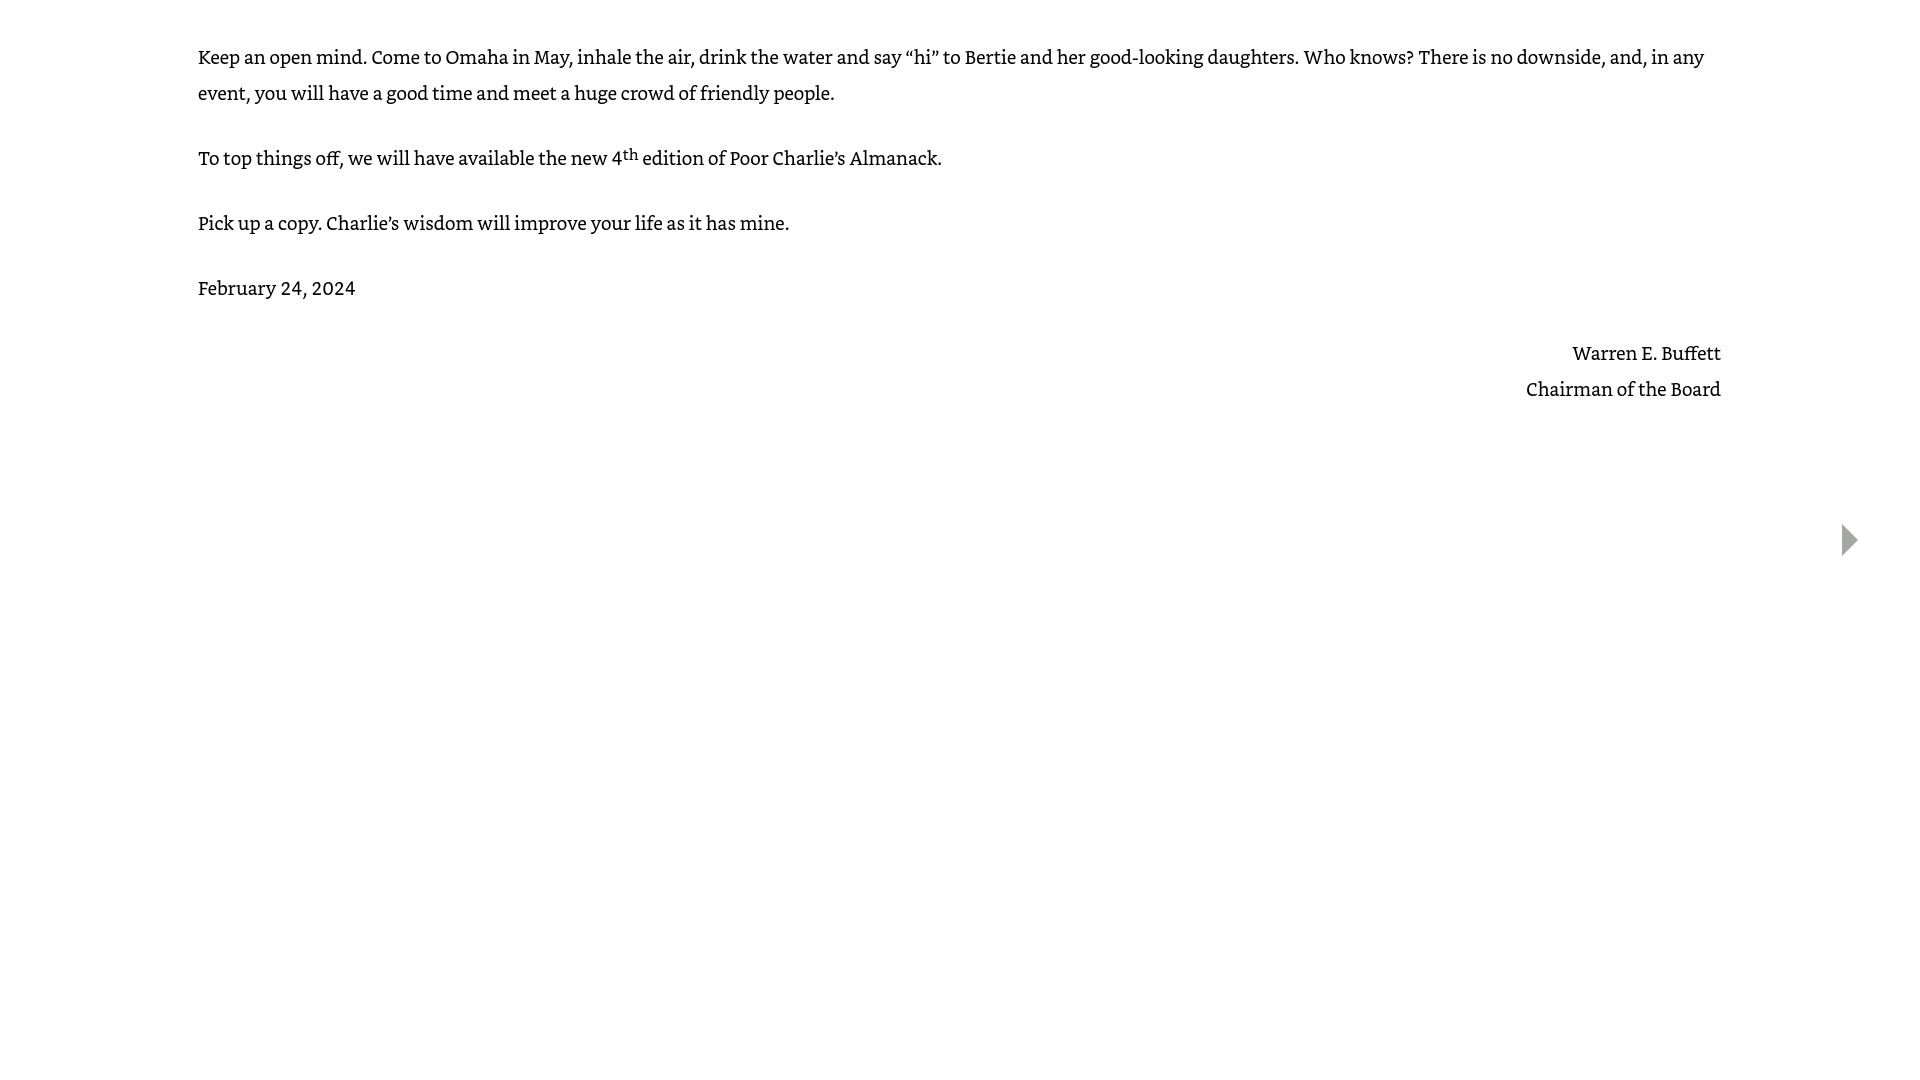 Keep an open mind. Come to Omaha in May, inhale the air, drink the water and say “hi” to Bertie and her good-looking daughters. Who knows? There is no downside, and, in any
event, you will have a good time and meet a huge crowd of friendly people.
To top things off, we will have available the new 4th edition of Poor Charlie’s Almanack.
Pick up a copy. Charlie’s wisdom will improve your life as it has mine.
February 24, 2024
Warren E. Buffett
Chairman of the Board